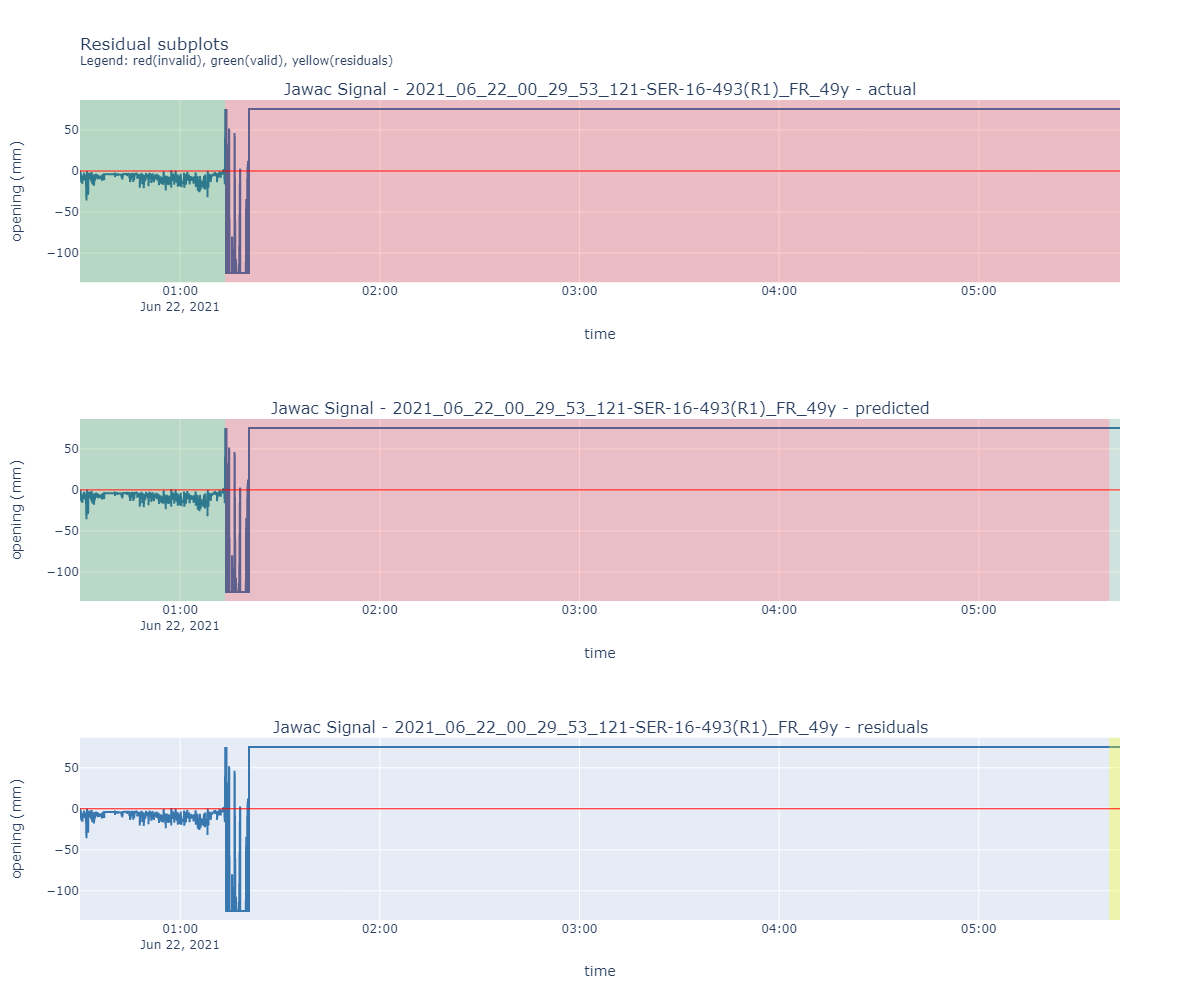 Residual subplots
Legend: red(invalid), green(valid), yellow(residuals)
Jawac Signal - 2021_06_22_00_29_53_121-SER-16-493(R1)_FR_49y - actual
opening (mm)
50
0
−50
−100
01:00 02:00 03:00 04:00 05:00
Jun 22, 2021
time
Jawac Signal - 2021_06_22_00_29_53_121-SER-16-493(R1)_FR_49y - predicted
opening (mm)
50
0
−50
−100
01:00 02:00 03:00 04:00 05:00
Jun 22, 2021
time
Jawac Signal - 2021_06_22_00_29_53_121-SER-16-493(R1)_FR_49y - residuals
opening (mm)
50
0
−50
−100
01:00 02:00 03:00 04:00 05:00
Jun 22, 2021
time